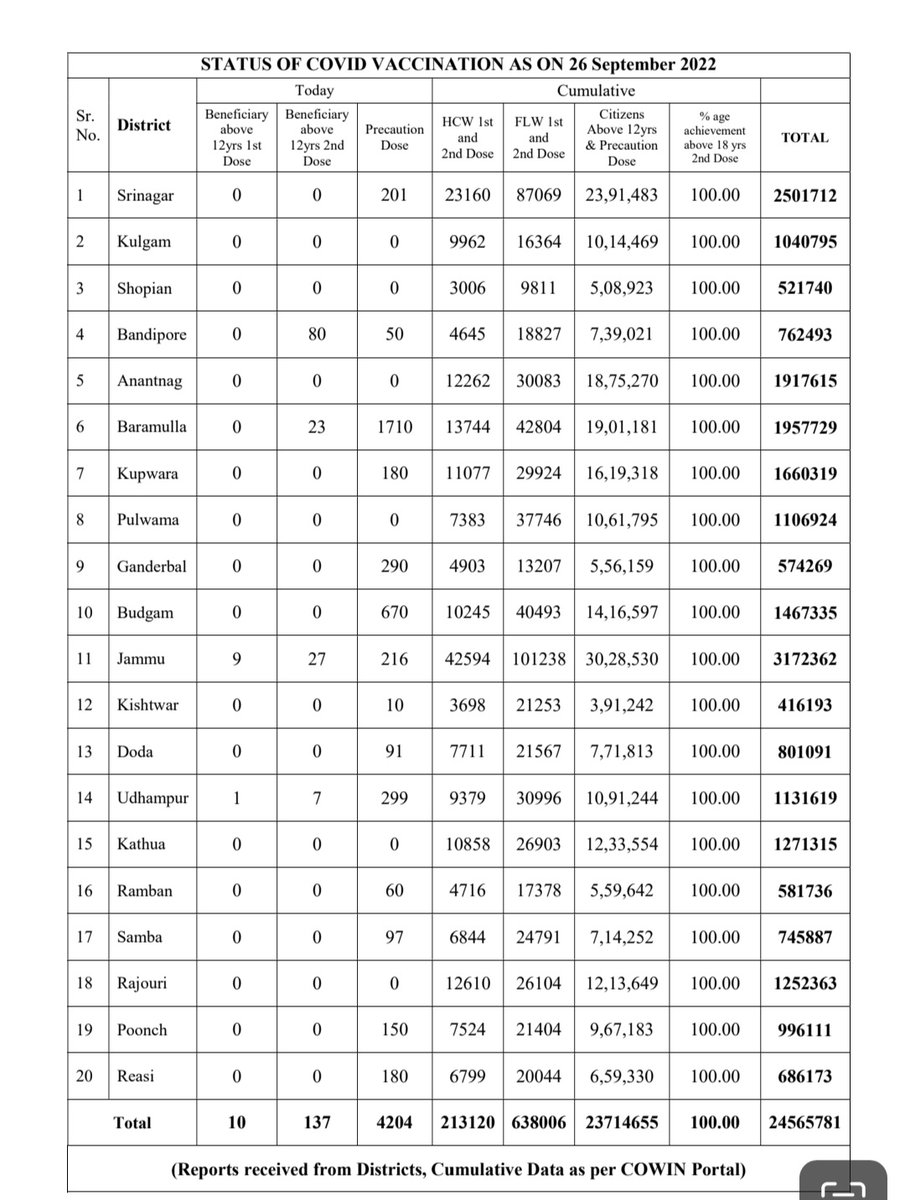 STATUS OF COVID VACCINATION AS ON 26 September 2022
Sr. No. District Today Cumulative
Beneficiary above 12yrs 1st Dose Beneficiary above 12yrs 2nd Dose Precaution Dose HCW 1st and 2nd Dose FLW 1st and 2nd Dose Citizens Above 12yrs & Precaution Dose % age achievement above 18 yrs 2nd Dose TOTAL
1 Srinagar 0 0 201 23160 87069 23,91,483 100.00 2501712
2 Kulgam 0 0 0 9962 16364 10,14,469 100.00 1040795
3 Shopian 0 0 0 3006 9811 5,08,923 100.00 521740
4 Bandipore 0 80 50 4645 18827 7,39,021 100.00 762493
5 Anantnag 0 0 0 12262 30083 18,75,270 100.00 1917615
6 Baramulla 0 23 1710 13744 42804 19,01,181 100.00 1957729
7 Kupwara 0 0 180 11077 29924 16,19,318 100.00 1660319
8 Pulwama 0 0 0 7383 37746 10,61,795 100.00 1106924
9 Ganderbal 0 0 290 4903 13207 5,56,159 100.00 574269
10 Budgam 0 0 670 10245 40493 14,16,597 100.00 1467335
11 Jammu 9 27 216 42594 101238 30,28,530 100.00 3172362
12 Kishtwar 0 0 10 3698 21253 3,91,242 100.00 416193
13 Doda 0 0 91 7711 21567 7,71,813 100.00 801091
14 Udhampur 1 7 299 9379 30996 10,91,244 100.00 1131619
15 Kathua 0 0 0 10858 26903 12,33,554 100.00 1271315
16 Ramban 0 0 60 4716 17378 5,59,642 100.00 581736
17 Samba 0 0 97 6844 24791 7,14,252 100.00 745887
18 Rajouri 0 0 0 12610 26104 12,13,649 100.00 1252363
19 Poonch 0 0 150 7524 21404 9,67,183 100.00 996111
20 Reasi 0 0 180 6799 20044 6,59,330 100.00 686173
Total 10 137 4204 213120 638006 23714655 100.00 24565781
(Reports received from Districts, Cumulative Data as per COWIN Portal)